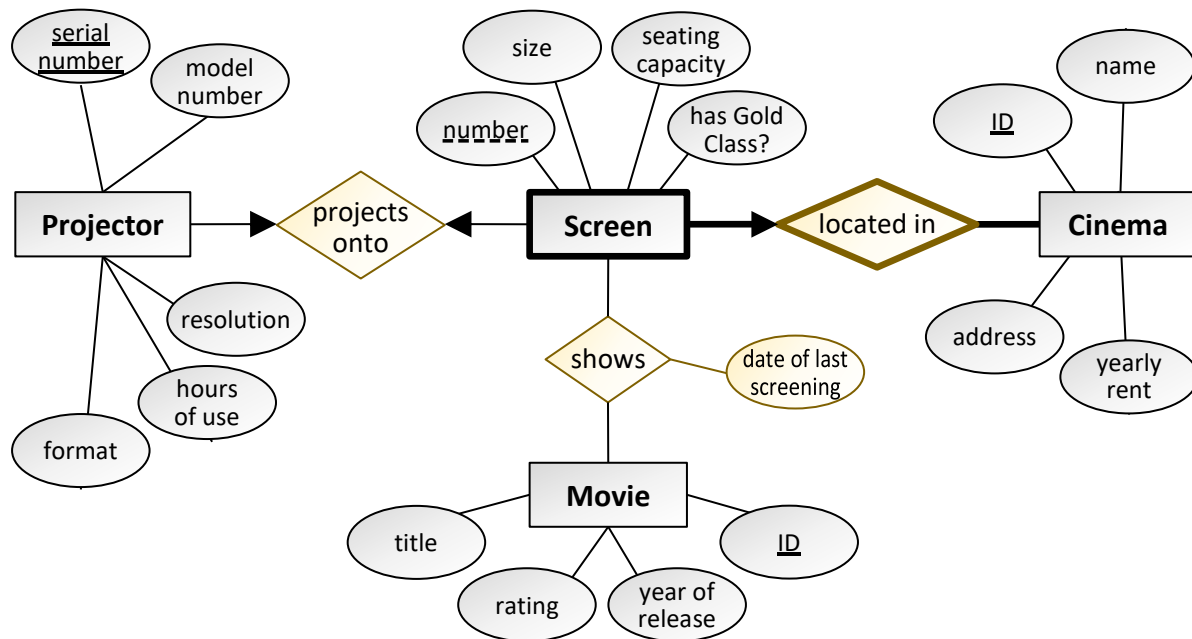 serial
number
model
number
size
seating
capacity
name
number
has Gold
Class?
ID
Projector
projects
onto
Screen
located in
Cinema
resolution
shows
date of last
screening
address
yearly
rent
hours
of use
format
Movie
title
ID
rating
year of
release